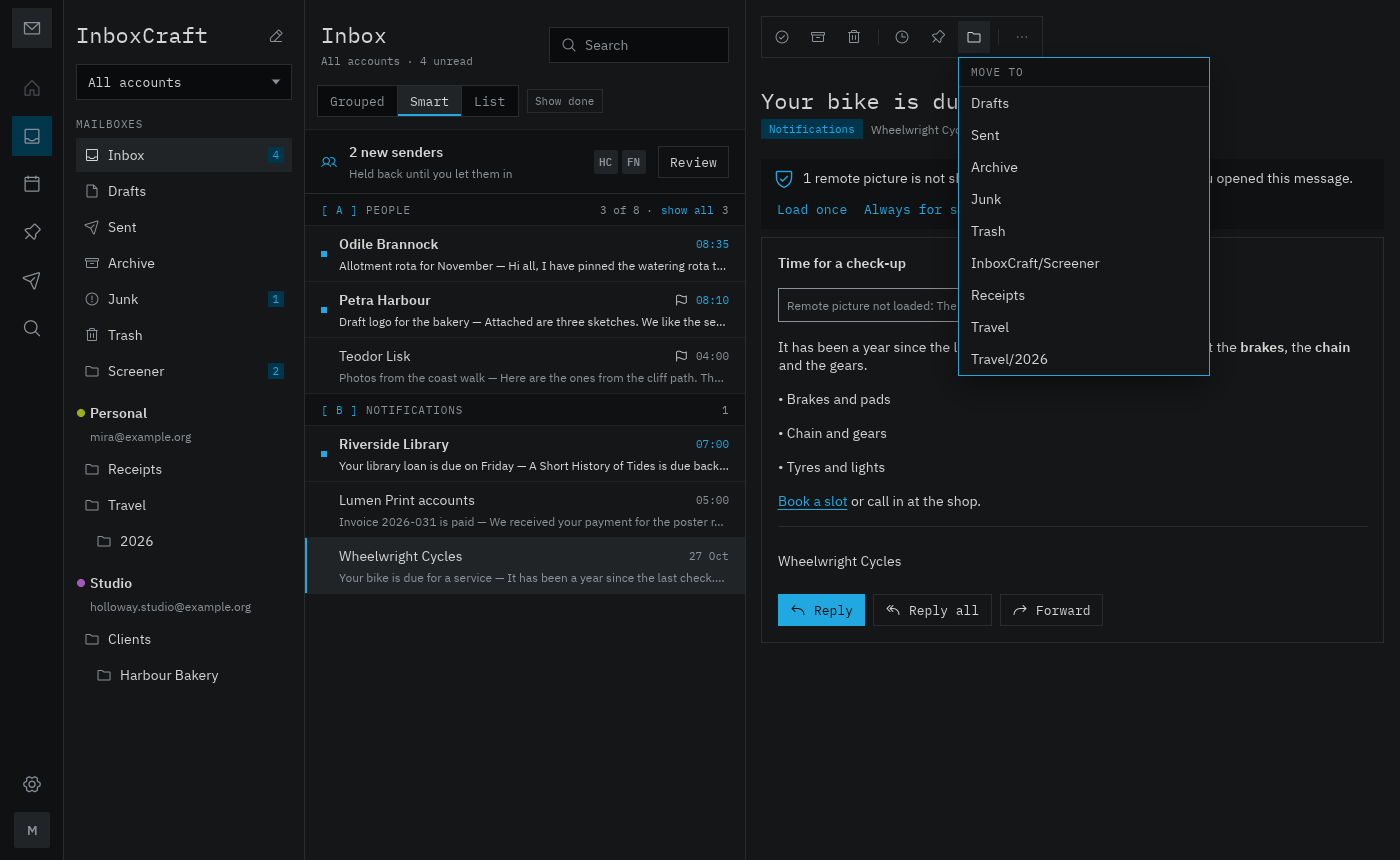 InboxCraft
All accounts
MAILBOXES
Inbox 4
Drafts
Sent
Archive
Junk 1
Trash
Screener 2
Personal
mira@example.org
Receipts
Travel
2026
Studio
holloway.studio@example.org
Clients
Harbour Bakery
M
Inbox
All accounts · 4 unread
Search
Grouped Smart List Show done
2 new senders
Held back until you let them in
HC FN Review
[ A ] PEOPLE 3 of 8 · show all 3
Odile Brannock 08:35
Allotment rota for November — Hi all, I have pinned the watering rota t…
Petra Harbour 08:10
Draft logo for the bakery — Attached are three sketches. We like the se…
Teodor Lisk 04:00
Photos from the coast walk — Here are the ones from the cliff path. Th…
[ B ] NOTIFICATIONS 1
Riverside Library 07:00
Your library loan is due on Friday — A Short History of Tides is due back…
Lumen Print accounts 05:00
Invoice 2026-031 is paid — We received your payment for the poster r…
Wheelwright Cycles 27 Oct
Your bike is due for a service — It has been a year since the last check.…
MOVE TO
Drafts
Sent
Archive
Junk
Trash
InboxCraft/Screener
Receipts
Travel
Travel/2026
Your bike is du
Notifications Wheelwright Cyc
1 remote picture is not sh u opened this message.
Load once Always for s
Time for a check-up
Remote picture not loaded: The
It has been a year since the l t the brakes, the chain
and the gears.
• Brakes and pads
• Chain and gears
• Tyres and lights
Book a slot or call in at the shop.
Wheelwright Cycles
Reply Reply all Forward